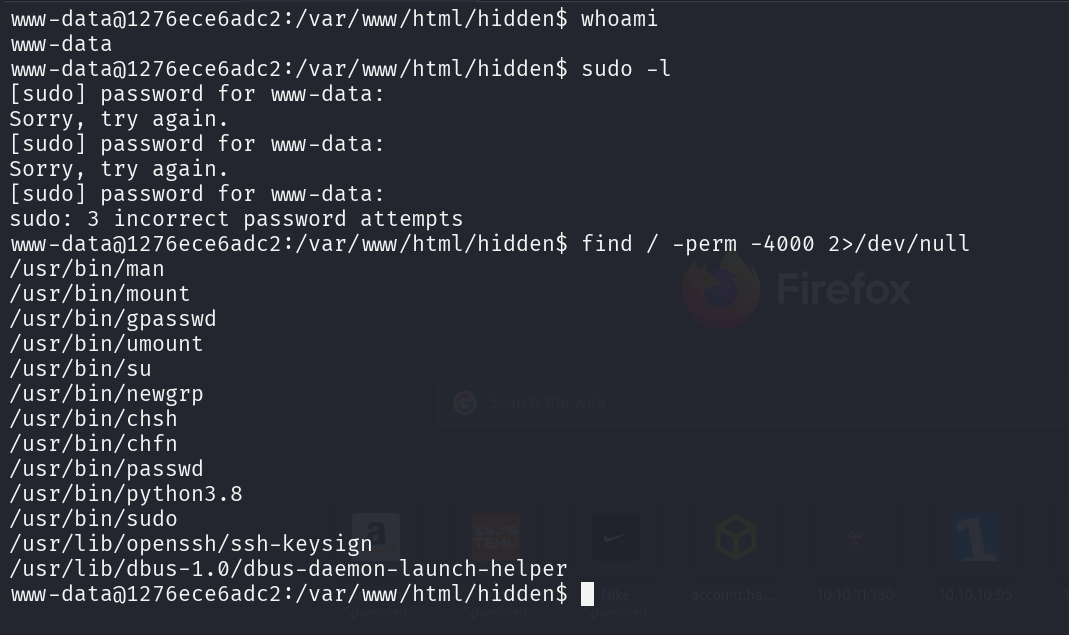 www-data@1276ece6adc2:/var/www/html/hidden$ whoami
www-data
www-data@1276ece6adc2:/var/www/html/hidden$ sudo -l
[sudo] password for www-data:
Sorry, try again.
[sudo] password for www-data:
Sorry, try again.
[sudo] password for www-data:
sudo: 3 incorrect password attempts
www-data@1276ece6adc2:/var/www/html/hidden$ find / -perm -4000 2>/dev/null
/usr/bin/man
/usr/bin/mount
/usr/bin/gpasswd
/usr/bin/umount
/usr/bin/su
/usr/bin/newgrp
/usr/bin/chsh
/usr/bin/chfn
/usr/bin/passwd
/usr/bin/python3.8
/usr/bin/sudo
/usr/lib/openssh/ssh-keysign
/usr/lib/dbus-1.0/dbus-daemon-launch-helper
www-data@1276ece6adc2:/var/www/html/hidden$
Firefox
Search the web
TEMU
1
Nike
account.ha...
10.10.11.130
10.10.10.95
Sponsored
Sponsored
Sponsored